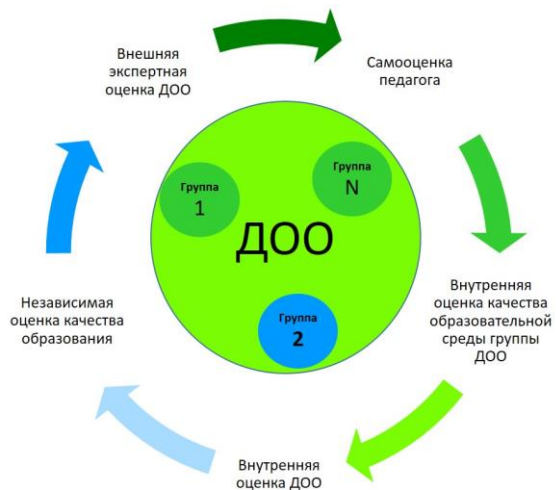 Внешняя
экспертная
оценка ДОО
Самооценка
педагога
Группа
1
Группа
N
ДОО
Группа
2
Независимая
оценка качества
образования
Внутренняя
оценка качества
образовательной
среды группы
ДОО
Внутренняя
оценка ДОО